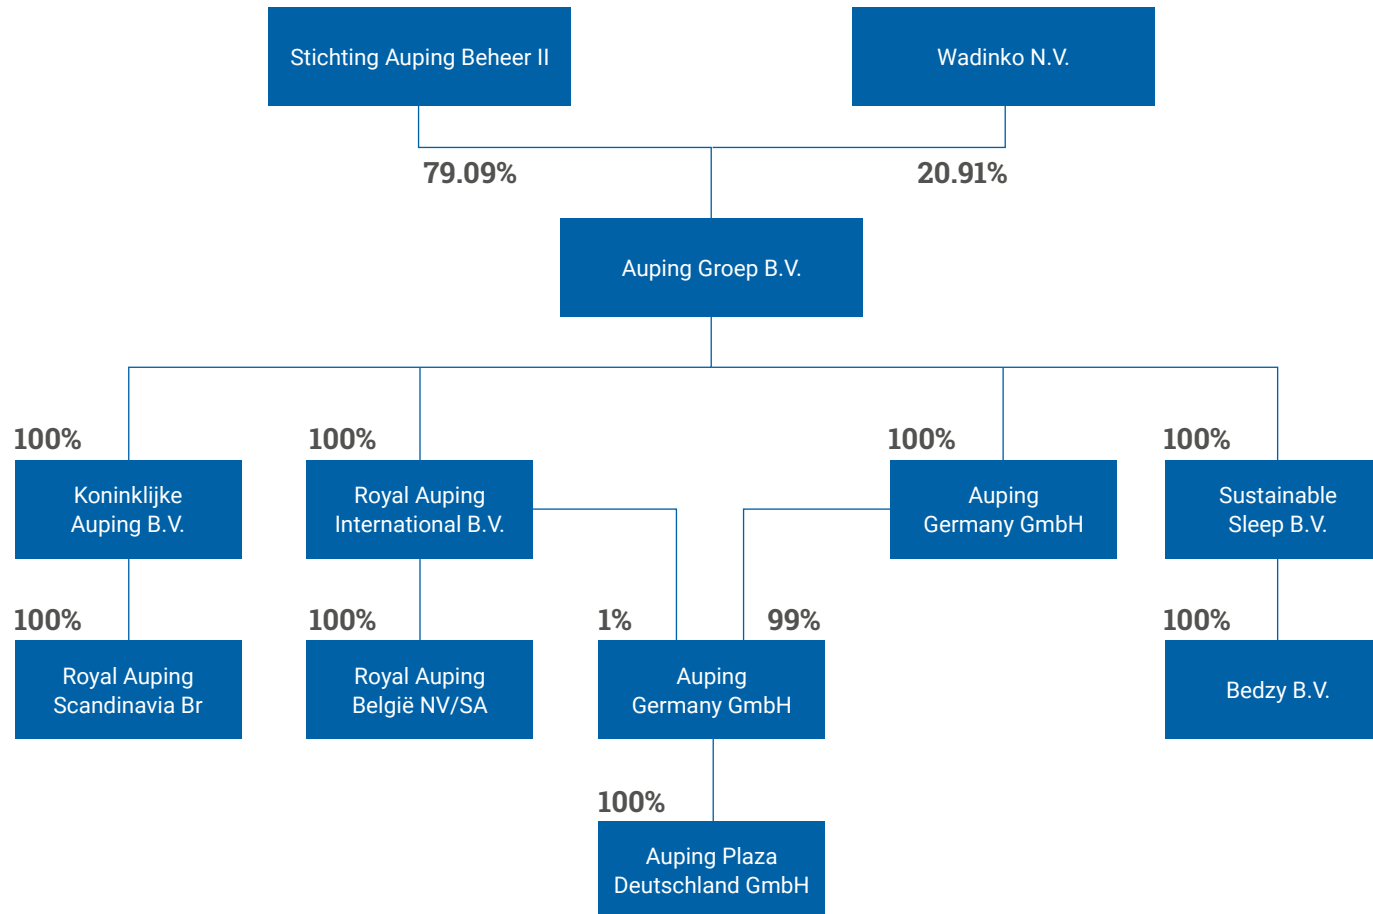 Stichting Auping Beheer II
Wadinko N.V.
79.09%
20.91%
Auping Groep B.V.
100%
100%
100%
100%
Koninklijke
Auping B.V.
Royal Auping
International B.V.
Auping
Germany GmbH
Sustainable
Sleep B.V.
100%
100%
1%
99%
100%
Royal Auping
Scandinavia Br
Royal Auping
België NV/SA
Auping
Germany GmbH
Bedzy B.V.
100%
Auping Plaza
Deutschland GmbH